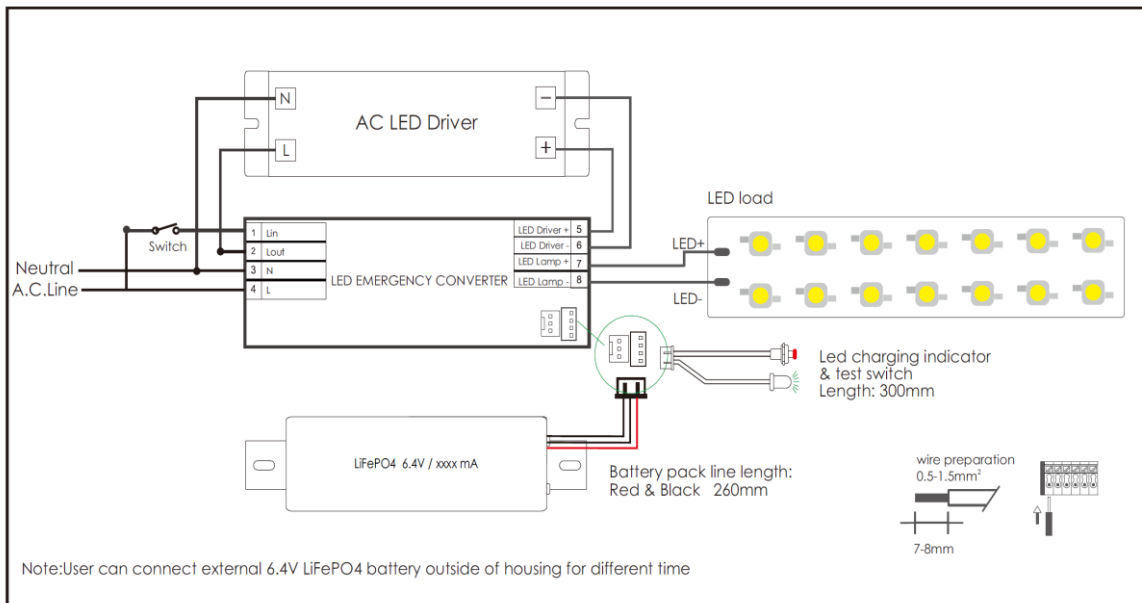 N
−
AC LED Driver
L
+
LED load
Switch
1 Lin
2 Lout
3 N
4 L
LED EMERGENCY CONVERTER
LED Driver + 5
LED Driver - 6
LED Lamp + 7
LED Lamp - 8
LED+
LED-
Neutral
A.C.Line
Led charging indicator
& test switch
Length: 300mm
LiFePO4 6.4V / xxxx mA
Battery pack line length:
Red & Black 260mm
wire preparation
0.5-1.5mm²
7-8mm
Note:User can connect external 6.4V LiFePO4 battery outside of housing for different time